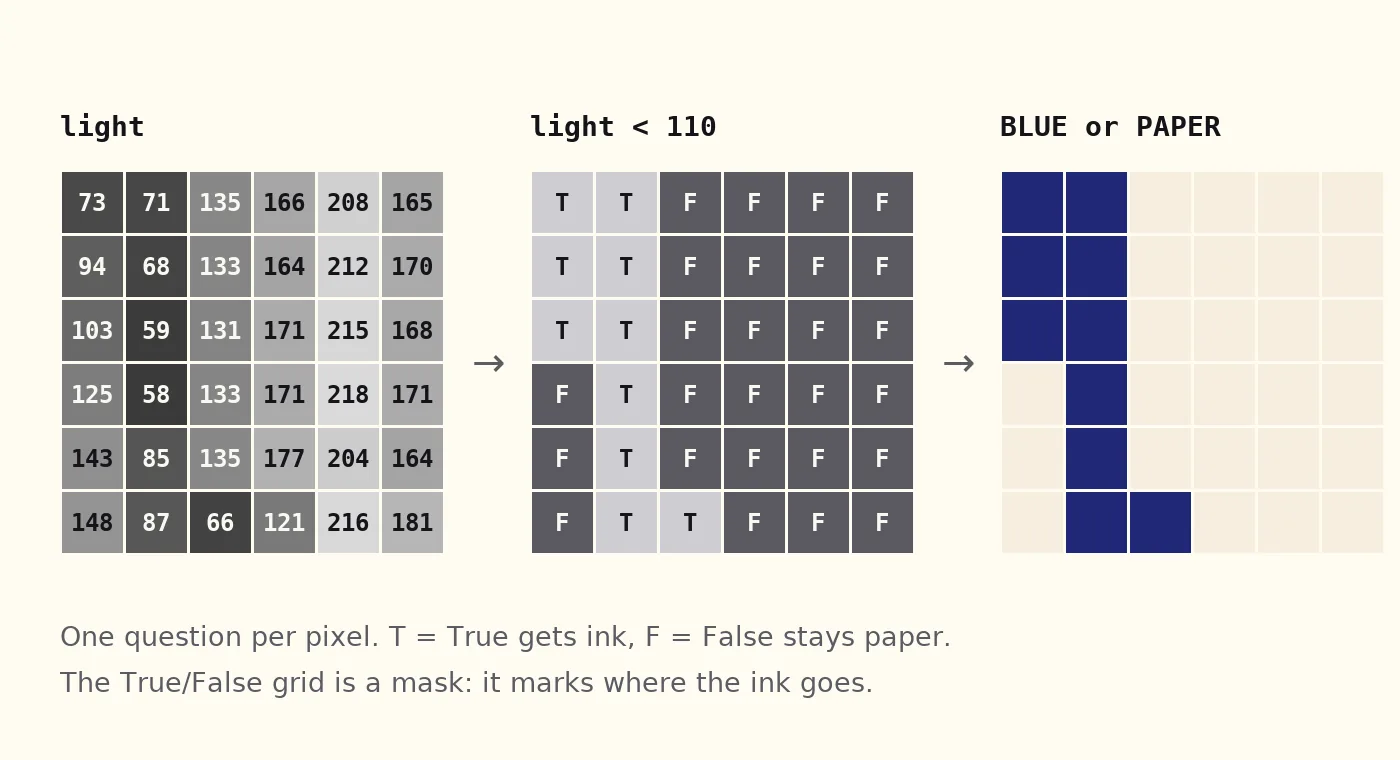 light
light < 110
BLUE or PAPER
73 71 135 166 208 165
94 68 133 164 212 170
103 59 131 171 215 168
125 58 133 171 218 171
143 85 135 177 204 164
148 87 66 121 216 181
→
T T F F F F
T T F F F F
T T F F F F
F T F F F F
F T F F F F
F T T F F F
→
One question per pixel. T = True gets ink, F = False stays paper.
The True/False grid is a mask: it marks where the ink goes.